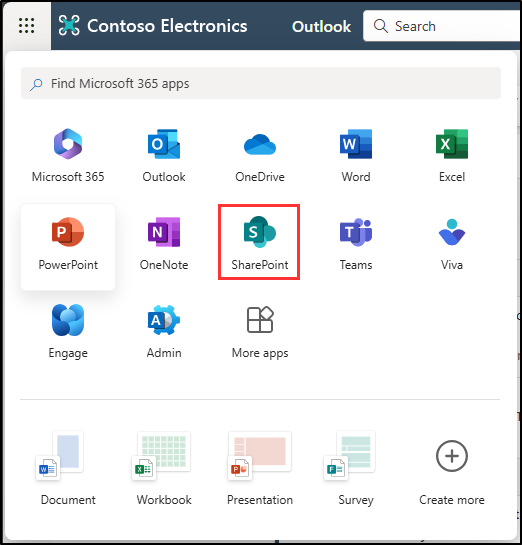 Contoso Electronics
Outlook
Search
Find Microsoft 365 apps
Microsoft 365
Outlook
OneDrive
Word
Excel
PowerPoint
OneNote
SharePoint
Teams
Viva
Engage
Admin
More apps
Document
Workbook
Presentation
Survey
Create more